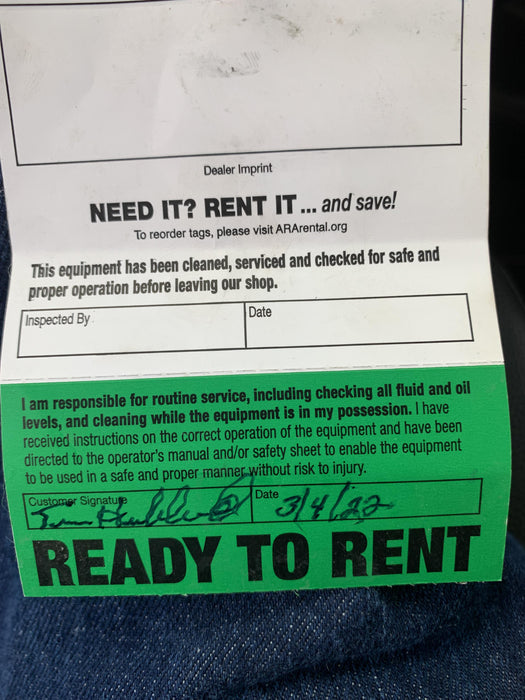 Dealer Imprint
NEED IT? RENT IT ... and save!
To reorder tags, please visit ARArental.org
This equipment has been cleaned, serviced and checked for safe and
proper operation before leaving our shop.
Inspected By
Date
I am responsible for routine service, including checking all fluid and oil
levels, and cleaning while the equipment is in my possession. I have
received instructions on the correct operation of the equipment and have been
directed to the operator's manual and/or safety sheet to enable the equipment
to be used in a safe and proper manner without risk to injury.
Customer Signature
Date 3/4/22
READY TO RENT